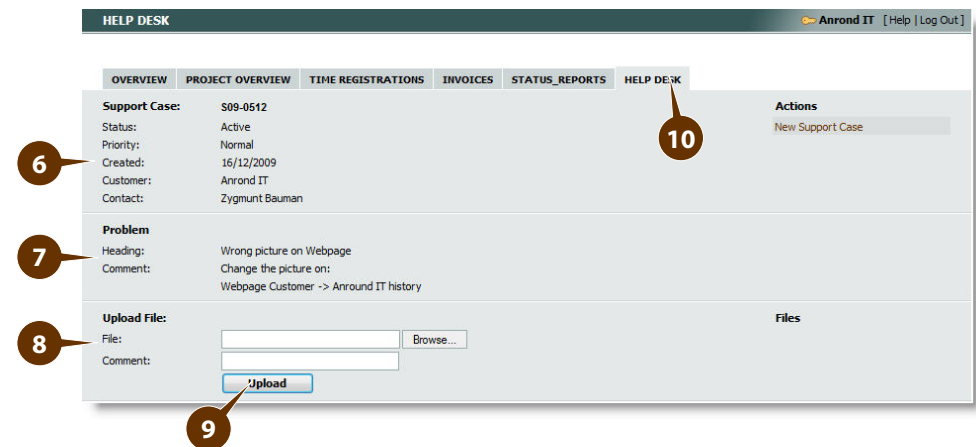 HELP DESK
Anrond IT [ Help | Log Out ]
OVERVIEW PROJECT OVERVIEW TIME REGISTRATIONS INVOICES STATUS_REPORTS HELP DESK
Support Case: S09-0512 Actions
Status: Active New Support Case
Priority: Normal 10
6 Created: 16/12/2009
Customer: Anrond IT
Contact: Zygmunt Bauman
Problem
7 Heading: Wrong picture on Webpage
Comment: Change the picture on:
Webpage Customer -> Anround IT history
Upload File: Files
8 File: Browse...
Comment:
Upload
9